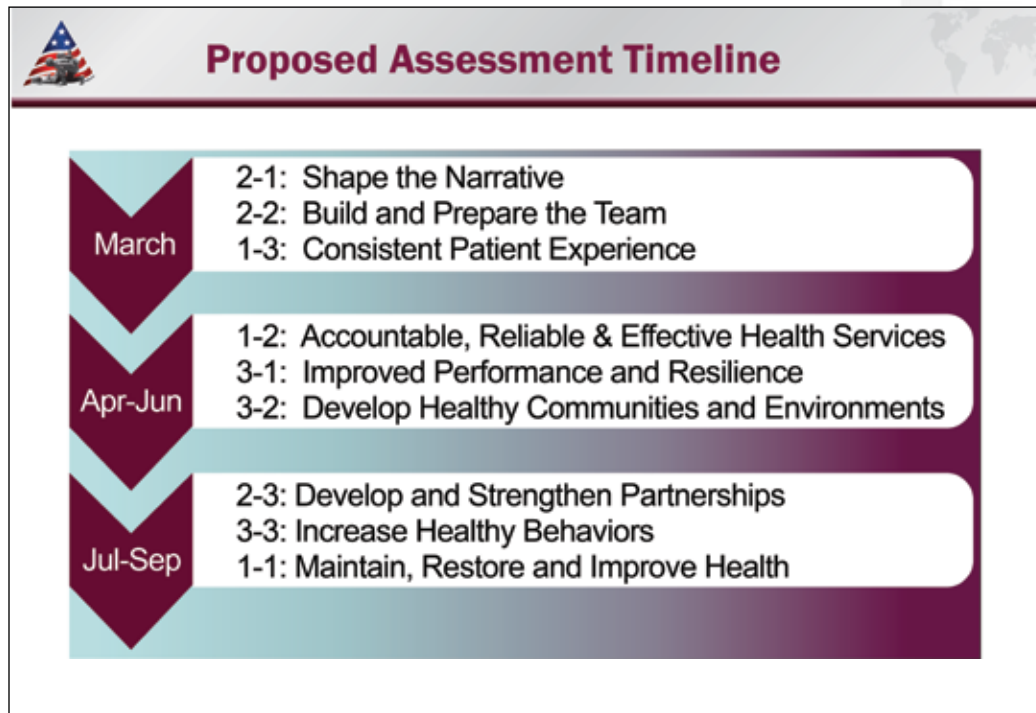 Proposed Assessment Timeline
March
2-1: Shape the Narrative
2-2: Build and Prepare the Team
1-3: Consistent Patient Experience
Apr-Jun
1-2: Accountable, Reliable & Effective Health Services
3-1: Improved Performance and Resilience
3-2: Develop Healthy Communities and Environments
Jul-Sep
2-3: Develop and Strengthen Partnerships
3-3: Increase Healthy Behaviors
1-1: Maintain, Restore and Improve Health